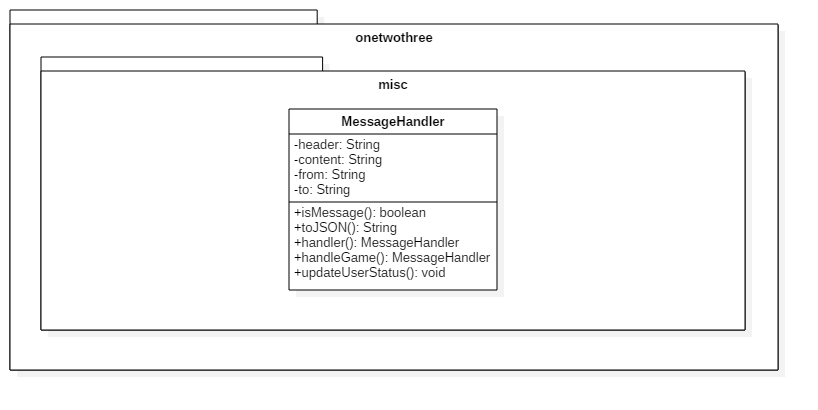 onetwothree
misc
MessageHandler
-header: String
-content: String
-from: String
-to: String
+isMessage(): boolean
+toJSON(): String
+handler(): MessageHandler
+handleGame(): MessageHandler
+updateUserStatus(): void